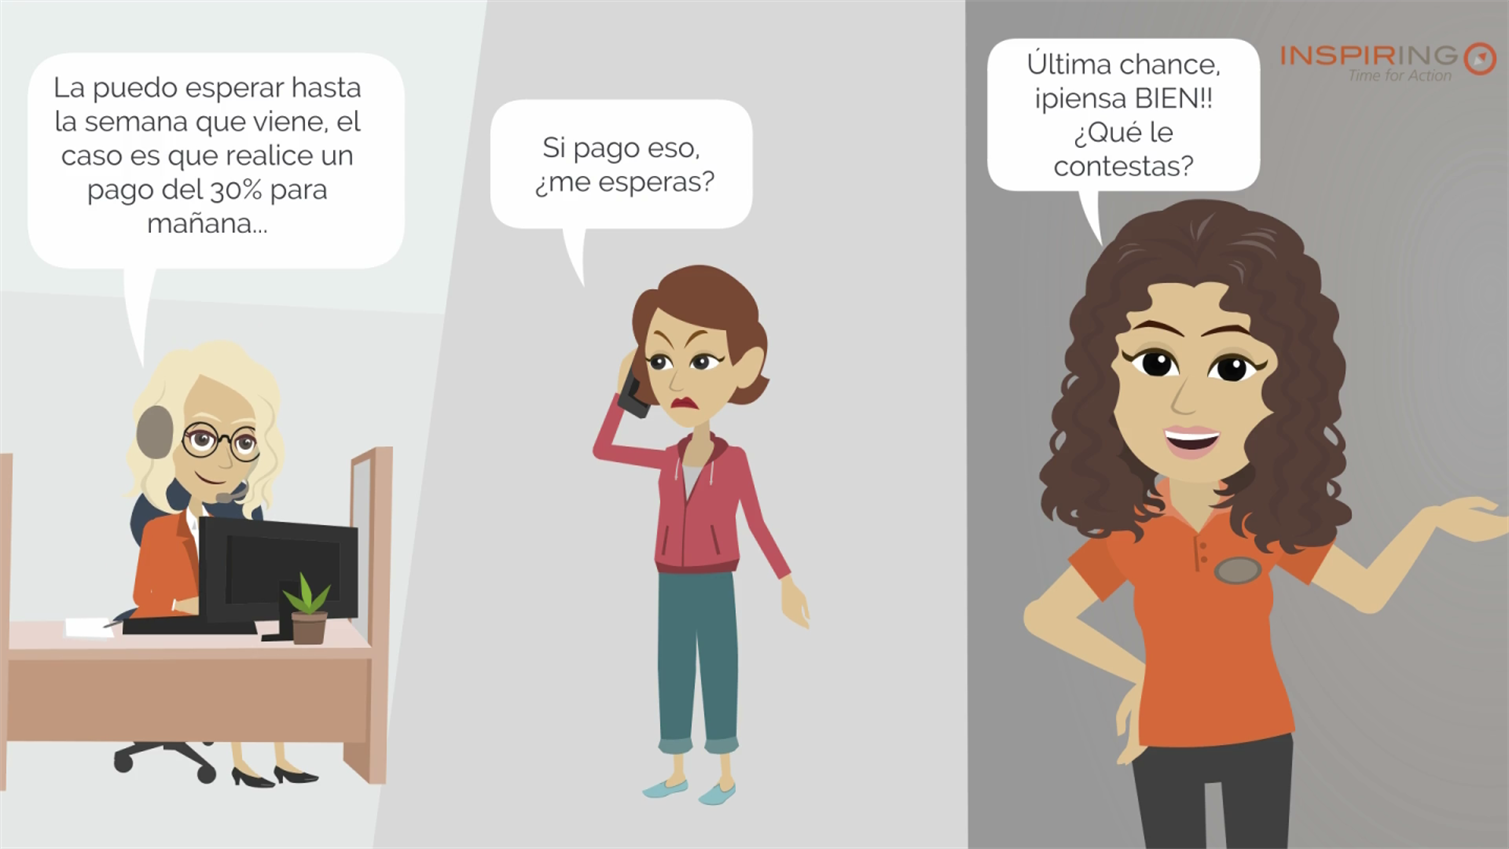 La puedo esperar hasta
la semana que viene, el
caso es que realice un
pago del 30% para
mañana...
Si pago eso,
¿me esperas?
Última chance,
¡piensa BIEN!!
¿Qué le
contestas?
INSPIRING
Time for Action